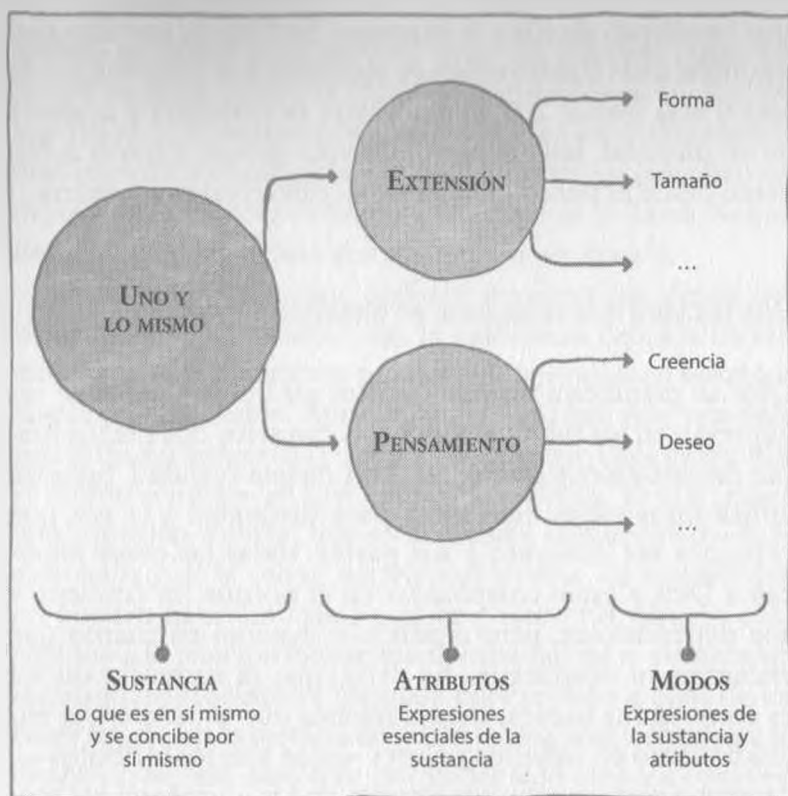 UNO Y
LO MISMO
EXTENSIÓN
Forma
Tamaño
...
PENSAMIENTO
Creencia
Deseo
...
SUSTANCIA
Lo que es en sí mismo
y se concibe por
sí mismo
ATRIBUTOS
Expresiones
esenciales de la
sustancia
MODOS
Expresiones de
la sustancia y
atributos